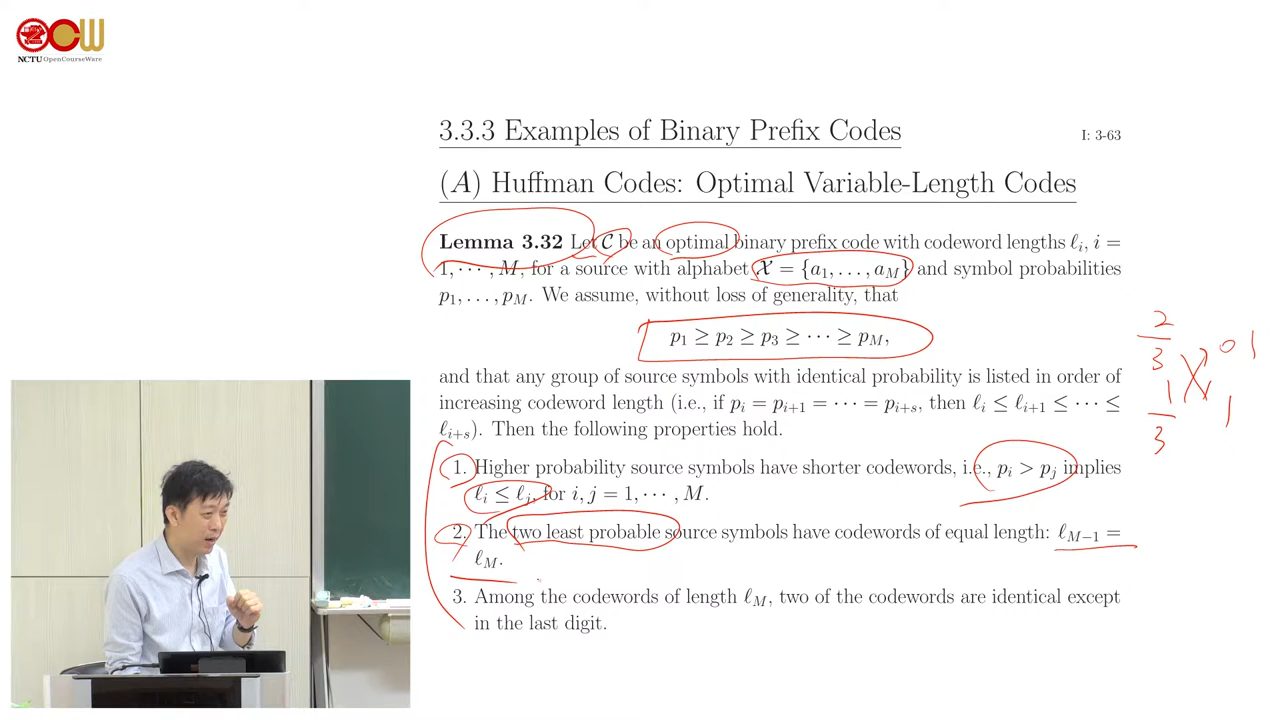 NCTU OpenCourseWare
3.3.3 Examples of Binary Prefix Codes
I: 3-63
(A) Huffman Codes: Optimal Variable-Length Codes
Lemma 3.32 Let 𝒞 be an optimal binary prefix code with codeword lengths ℓ_i, i =
1, ⋯, M, for a source with alphabet 𝒳 = {a_1, …, a_M} and symbol probabilities
p_1, …, p_M. We assume, without loss of generality, that
p_1 ≥ p_2 ≥ p_3 ≥ ⋯ ≥ p_M,
and that any group of source symbols with identical probability is listed in order of
increasing codeword length (i.e., if p_i = p_{i+1} = ⋯ = p_{i+s}, then ℓ_i ≤ ℓ_{i+1} ≤ ⋯ ≤
ℓ_{i+s}). Then the following properties hold.
1. Higher probability source symbols have shorter codewords, i.e., p_i > p_j implies
ℓ_i ≤ ℓ_j, for i, j = 1, ⋯, M.
2. The two least probable source symbols have codewords of equal length: ℓ_{M−1} =
ℓ_M.
3. Among the codewords of length ℓ_M, two of the codewords are identical except
in the last digit.
2
3
0 1
1
3
1